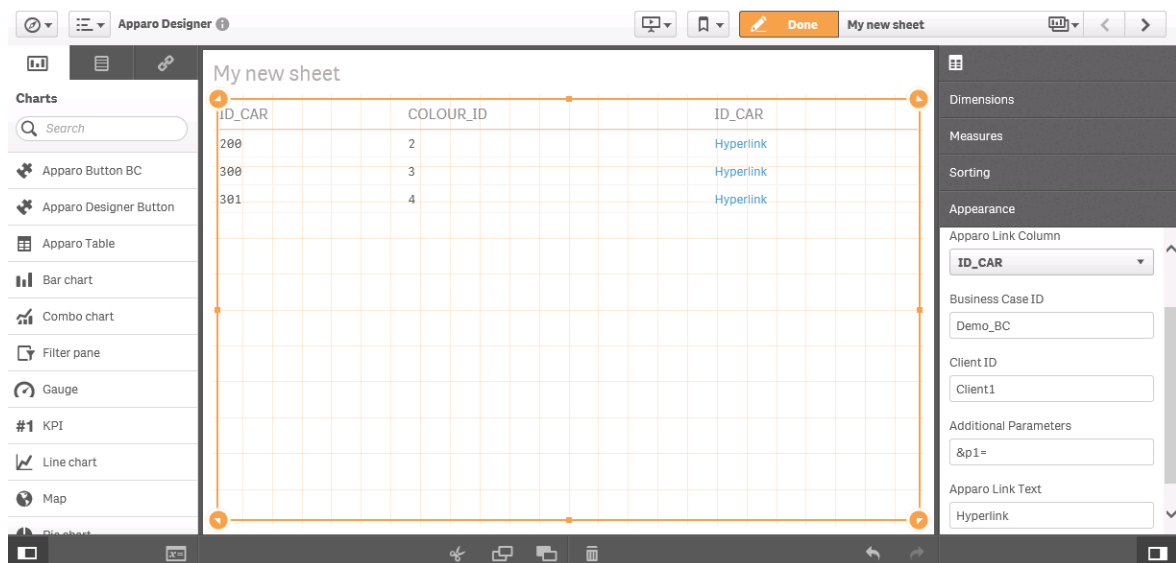 Apparo Designer
Done
My new sheet
Charts
Search
Apparo Button BC
Apparo Designer Button
Apparo Table
Bar chart
Combo chart
Filter pane
Gauge
#1 KPI
Line chart
Map
Pie chart
My new sheet
ID_CAR COLOUR_ID ID_CAR
200 2 Hyperlink
300 3 Hyperlink
301 4 Hyperlink
Dimensions
Measures
Sorting
Appearance
Apparo Link Column
ID_CAR
Business Case ID
Demo_BC
Client ID
Client1
Additional Parameters
&p1=
Apparo Link Text
Hyperlink
x=